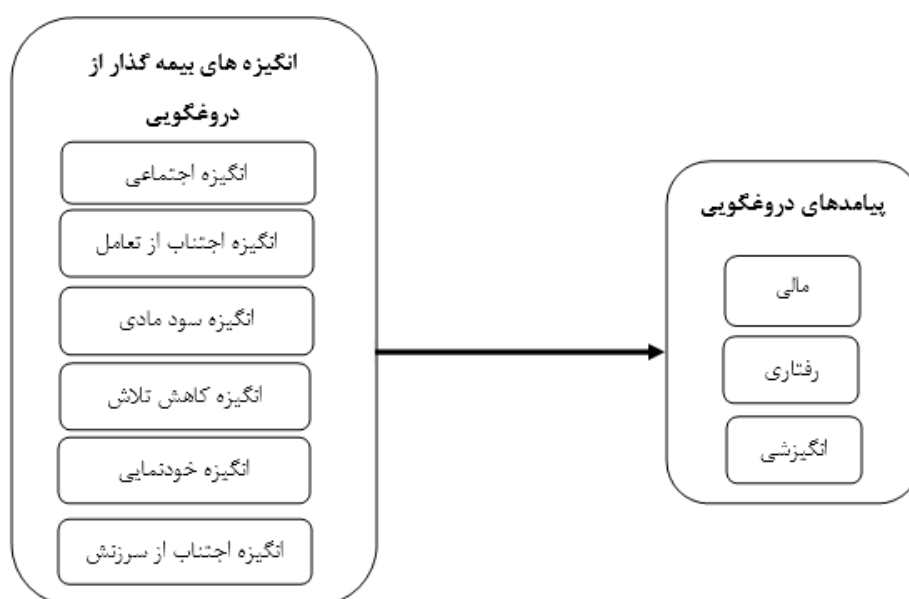 انگیزه های بیمه گذار از
دروغگویی
انگیزه اجتماعی
انگیزه اجتناب از تعامل
انگیزه سود مادی
انگیزه کاهش تلاش
انگیزه خودنمایی
انگیزه اجتناب از سرزنش
پیامدهای دروغگویی
مالی
رفتاری
انگیزشی